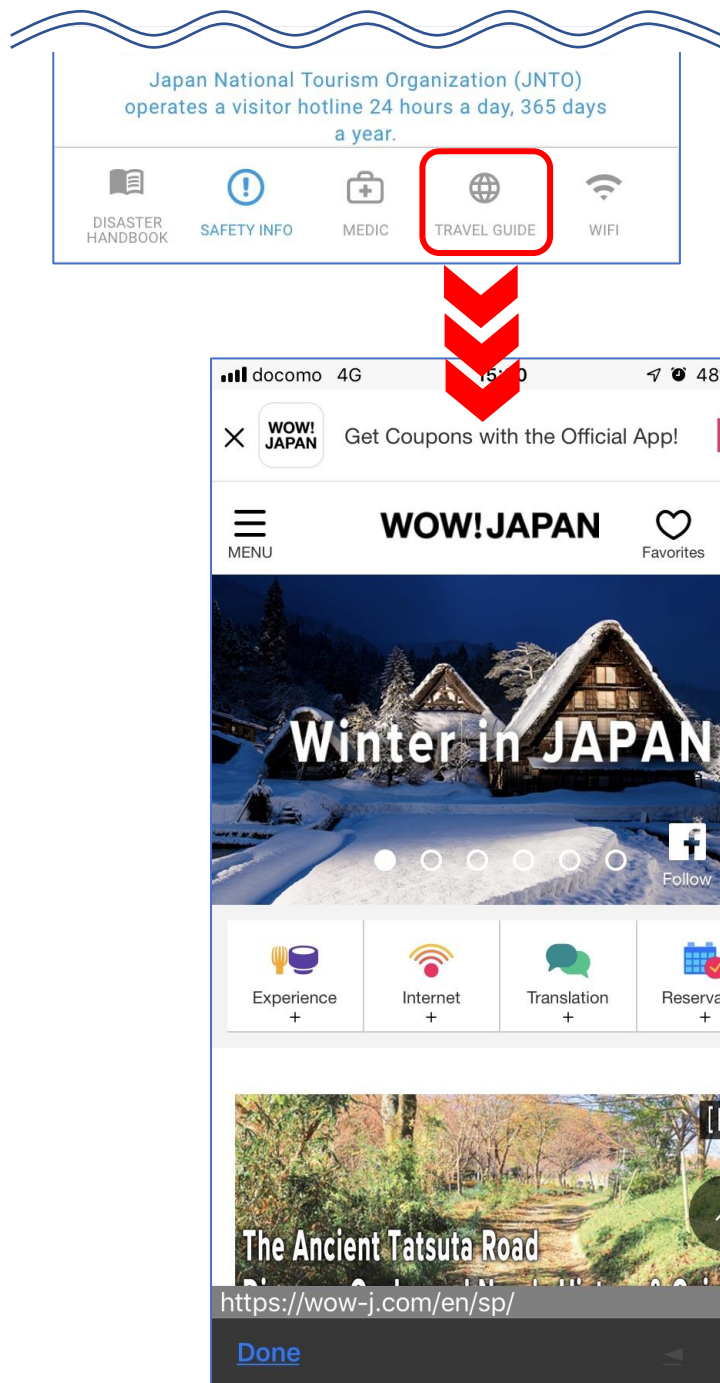 Japan National Tourism Organization (JNTO)
operates a visitor hotline 24 hours a day, 365 days
a year.
DISASTER
HANDBOOK
SAFETY INFO
MEDIC
TRAVEL GUIDE
WIFI
docomo 4G
48
WOW!
JAPAN
Get Coupons with the Official App!
MENU
WOW! JAPAN
Favorites
Winter in JAPAN
Follow
Experience
+
Internet
+
Translation
+
Reserva
+
The Ancient Tatsuta Road
https://wow-j.com/en/sp/
Done